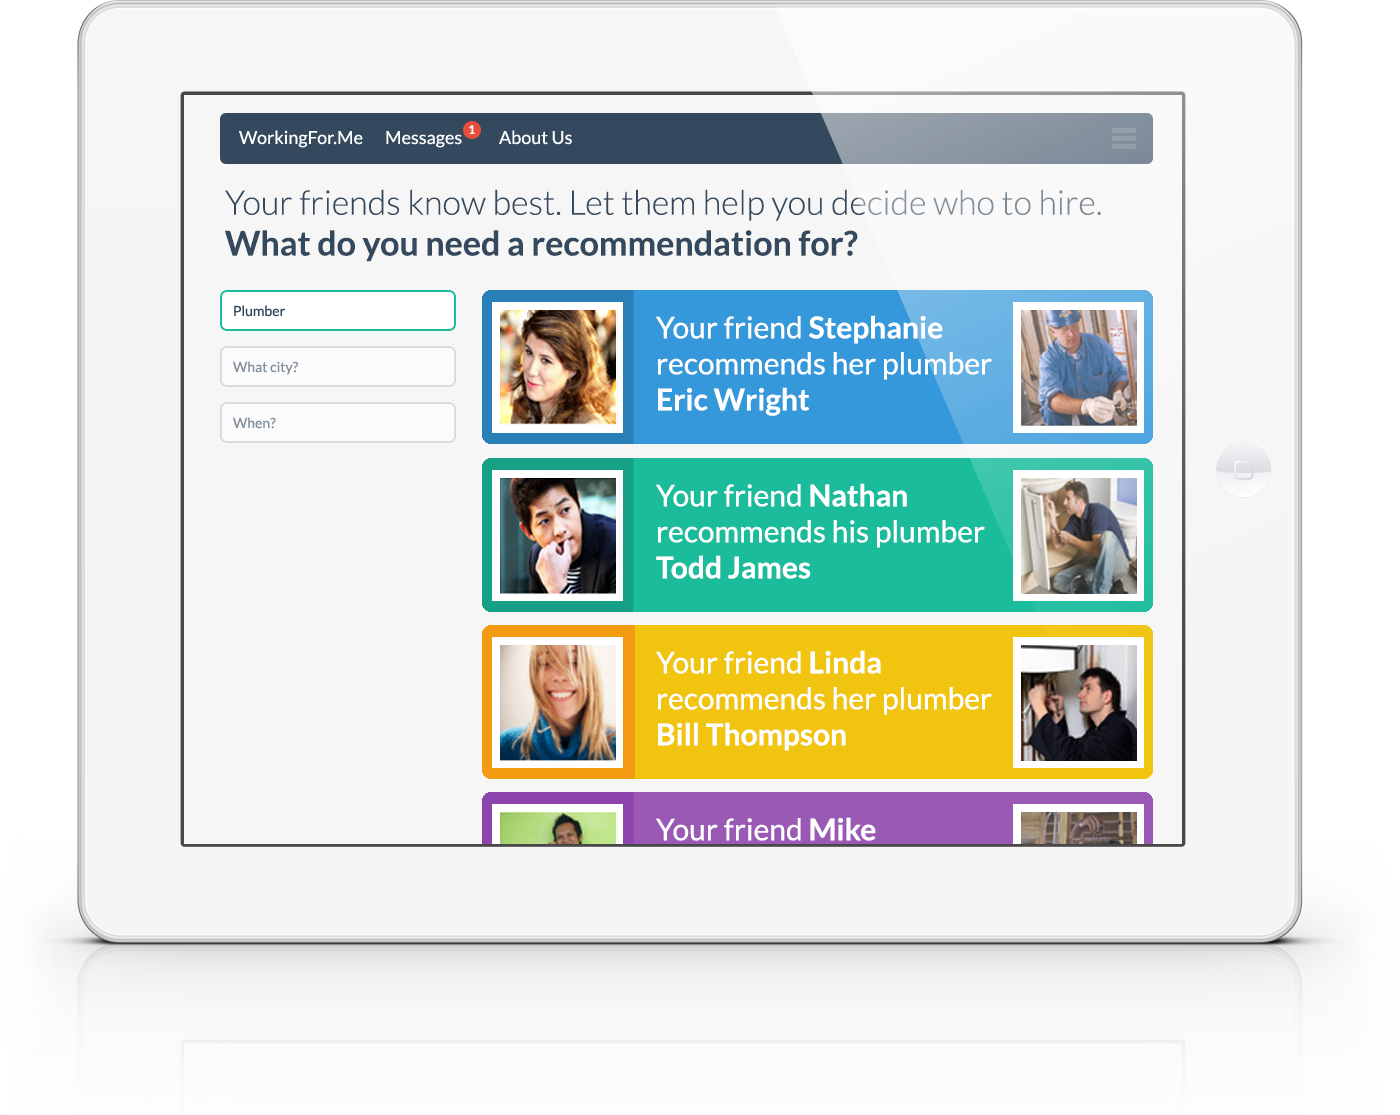 WorkingForMe Messages 1 About Us
Your friends know best. Let them help you decide who to hire.
What do you need a recommendation for?
Plumber
What city?
When?
Your friend Stephanie
recommends her plumber
Eric Wright
Your friend Nathan
recommends his plumber
Todd James
Your friend Linda
recommends her plumber
Bill Thompson
Your friend Mike